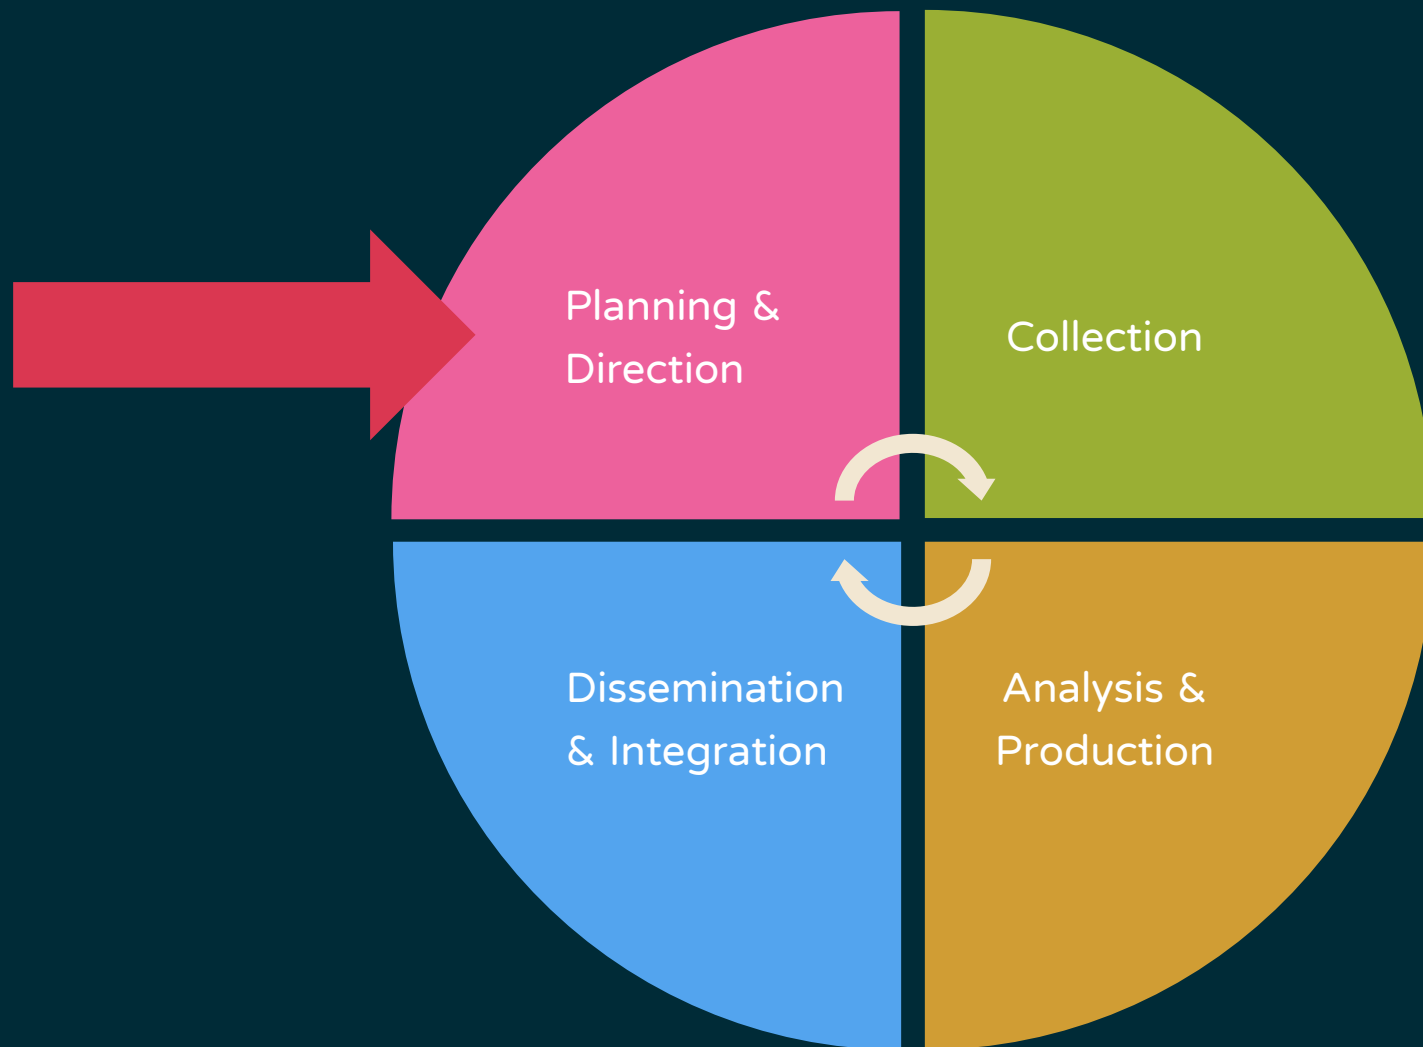 Planning &
Direction
Collection
Dissemination
& Integration
Analysis &
Production